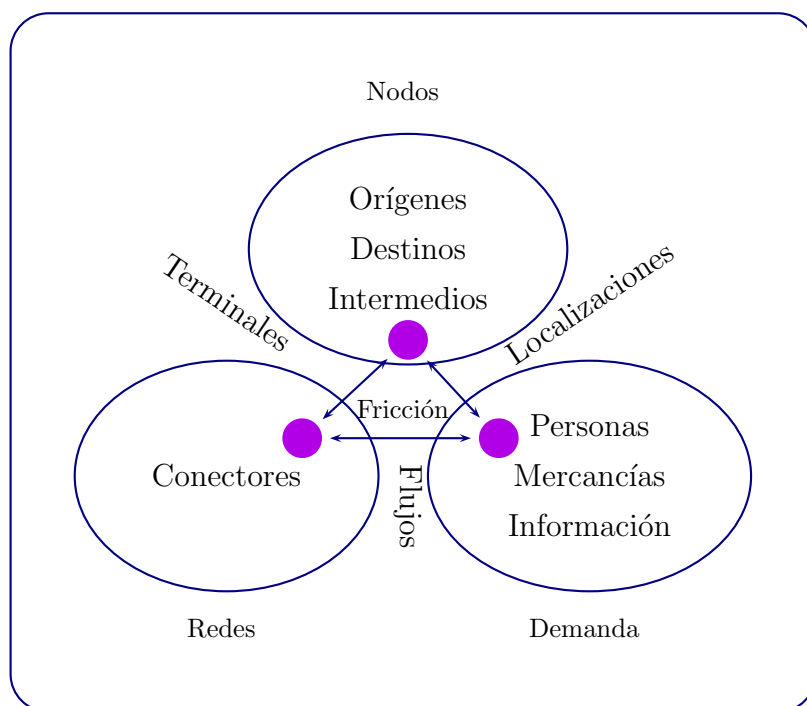 Nodos
Orígenes
Destinos
Intermedios
Terminales
Localizaciones
Fricción
Personas
Conectores
Mercancías
Flujos
Información
Redes
Demanda